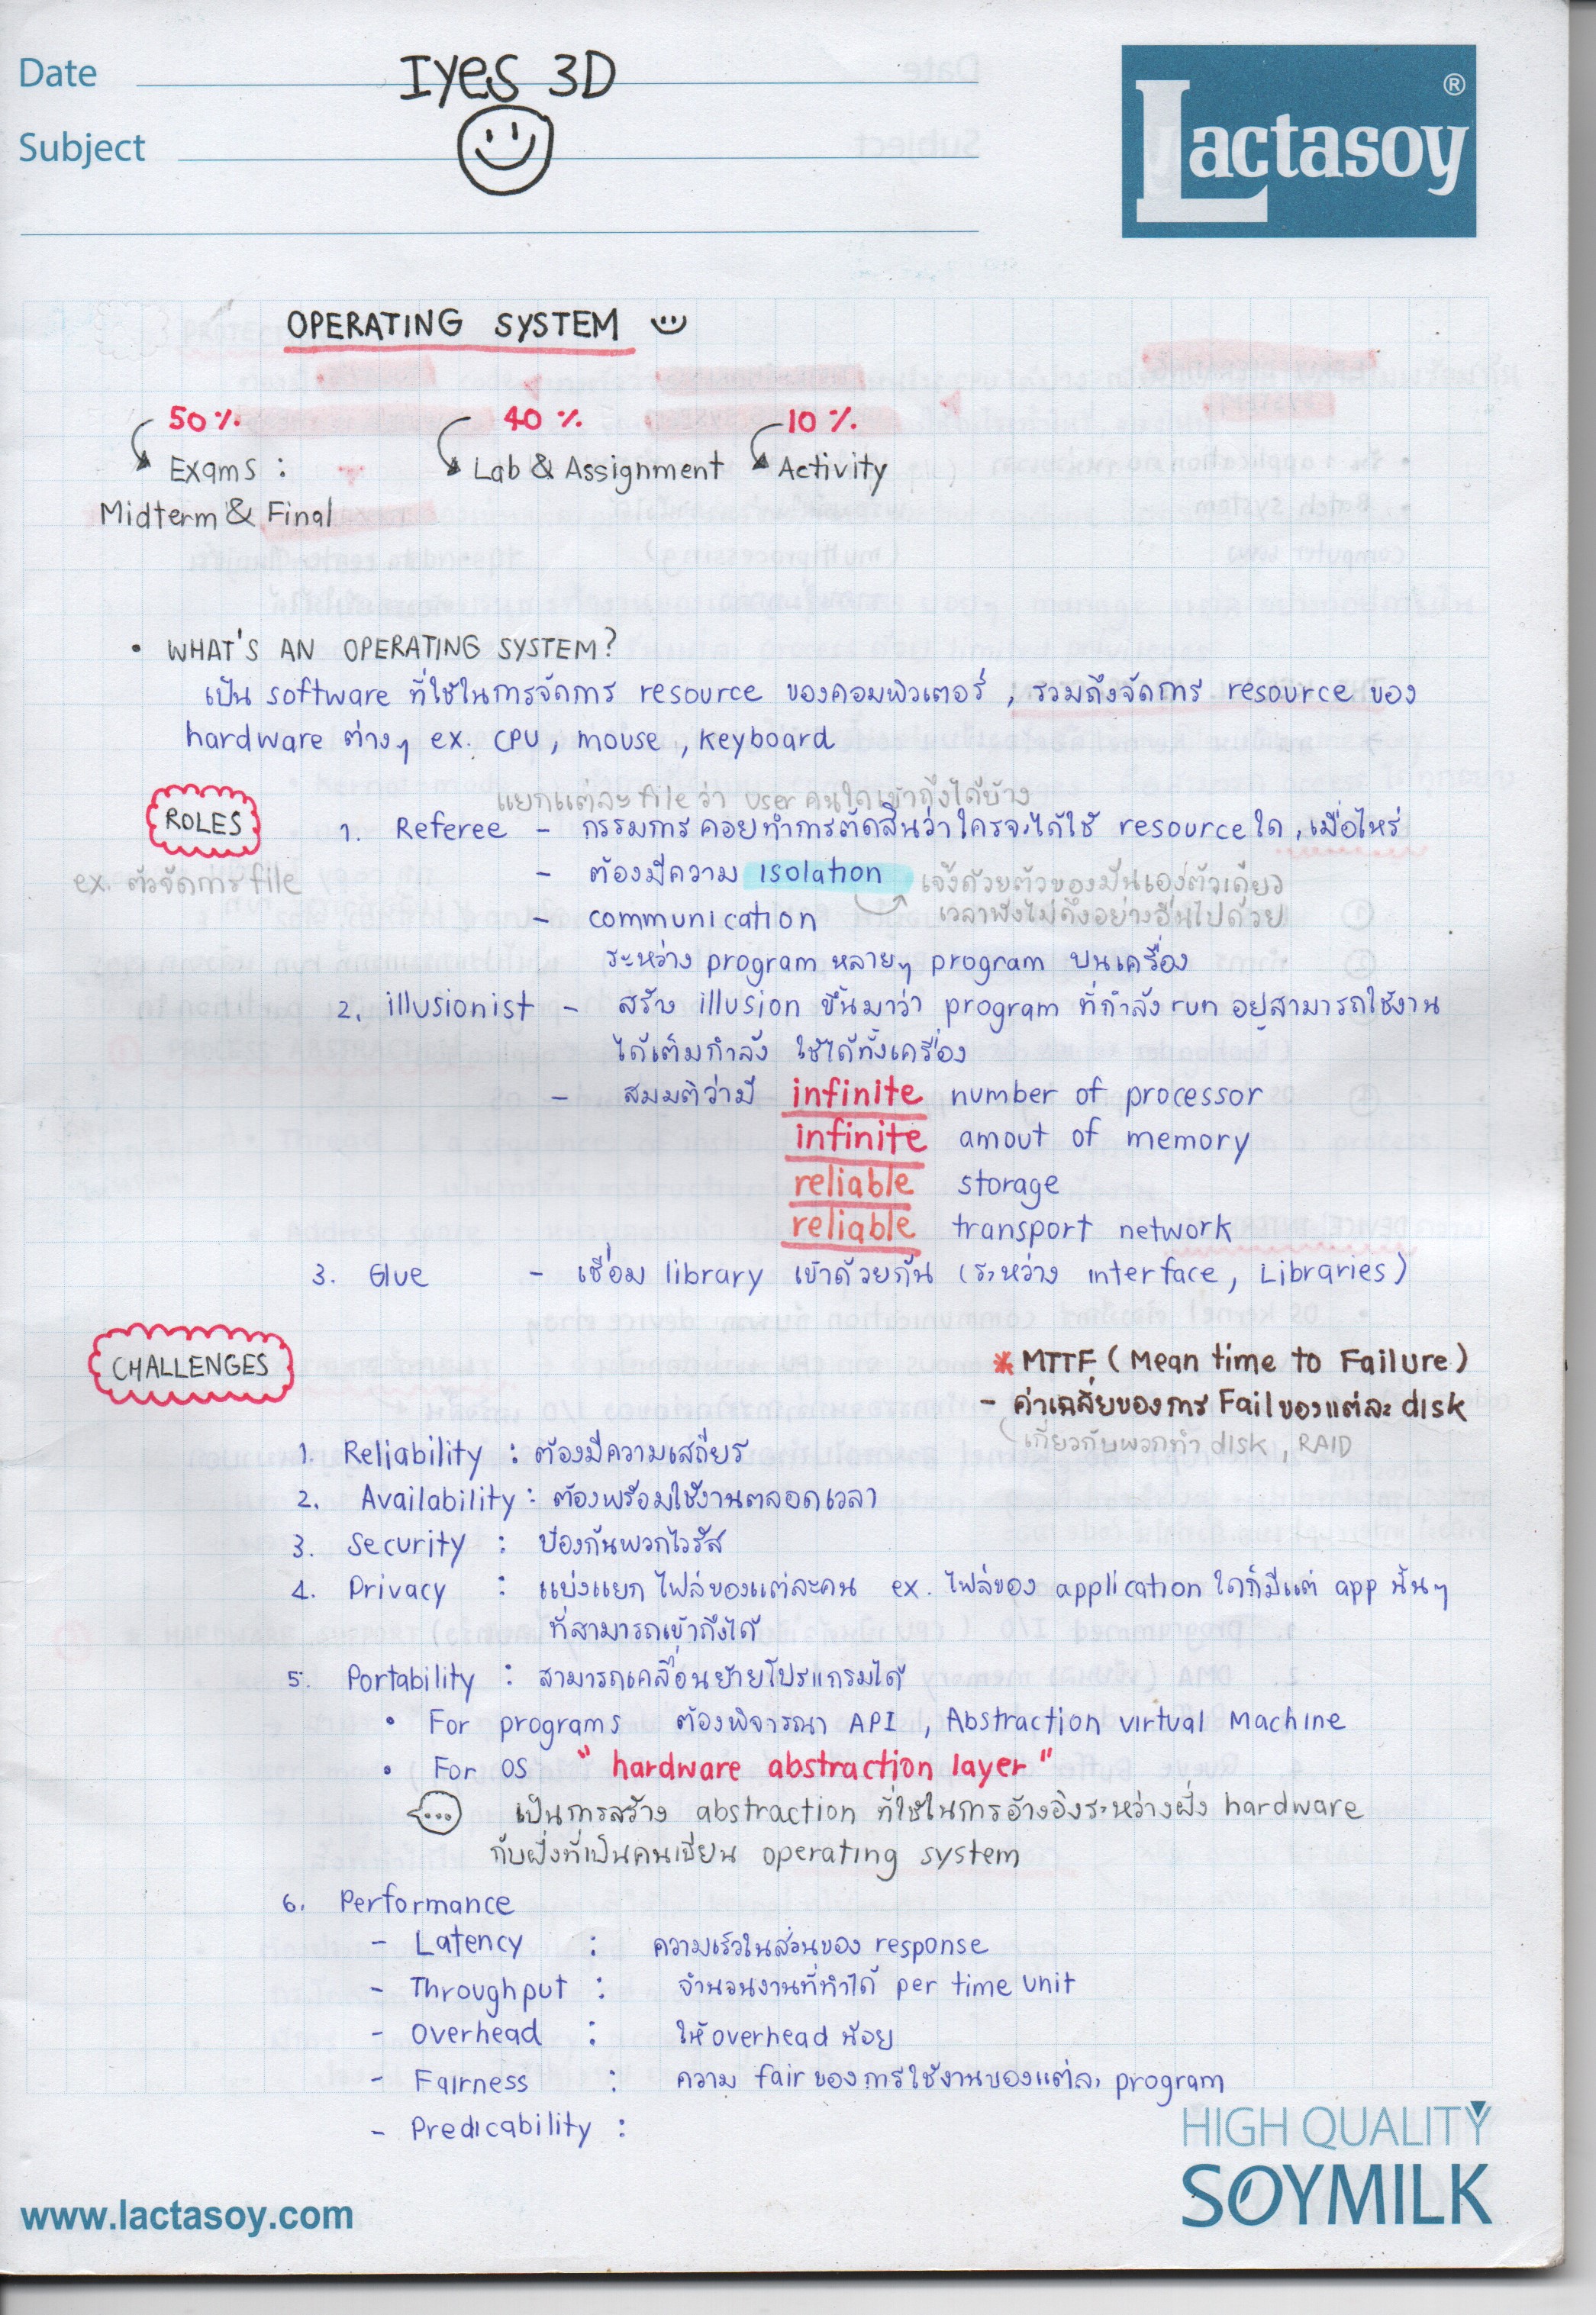 Date
Iyes 3D
Subject
Lactasoy ®
OPERATING SYSTEM
50 % 40 % 10 %
Exams : Lab & Assignment Activity
Midterm & Final
• WHAT'S AN OPERATING SYSTEM?
เป็น software ที่ใช้ในการจัดการ resource ของคอมพิวเตอร์ , รวมถึงจัดการ resource ของ
hardware ต่างๆ ex. CPU , mouse , keyboard
แยกแต่ละ file ว่า user คนใดเข้าถึงได้บ้าง
ROLES
1. Referee - กรรมการ คอยทำการตัดสินว่าใครจะได้ใช้ resource ใด , เมื่อไหร่
ex. ตัวจัดการ file
- ต้องมีความ isolation เจ๊งด้วยตัวของมันเองตัวเดียว
เวลาพังไม่ดึงอย่างอื่นไปด้วย
- communication
ระหว่าง program หลายๆ program บนเครื่อง
2. illusionist - สร้าง illusion ขึ้นมาว่า program ที่กำลัง run อยู่สามารถใช้งาน
ได้เต็มกำลัง ใช้ได้ทั้งเครื่อง
- สมมติว่ามี infinite number of processor
infinite amout of memory
reliable storage
reliable transport network
3. Glue - เชื่อม library เข้าด้วยกัน (ระหว่าง interface, Libraries)
CHALLENGES
* MTTF (Mean time to Failure)
- ค่าเฉลี่ยของการ Fail ของแต่ละ disk
เกี่ยวกับพวกทำ disk , RAID
1. Reliability : ต้องมีความเสถียร
2. Availability : ต้องพร้อมใช้งานตลอดเวลา
3. Security : ป้องกันพวกไวรัส
4. Privacy : แบ่งแยก ไฟล์ของแต่ละคน ex. ไฟล์ของ application ใดก็มีแต่ app นั้นๆ
ที่สามารถเข้าถึงได้
5. Portability : สามารถเคลื่อนย้ายโปรแกรมได้
• For programs ต้องพิจารณา API , Abstraction virtual Machine
• For OS " hardware abstraction layer "
... เป็นการสร้าง abstraction ที่ใช้ในการอ้างอิงระหว่างฝั่ง hardware
กับฝั่งที่เป็นคนเขียน operating system
6. Performance
- Latency : ความเร็วในส่วนของ response
- Throughput : จำนวนงานที่ทำได้ per time unit
- Overhead : ให้ overhead น้อย
- Fairness : ความ fair ของการใช้งานของแต่ละ program
- Predicability :
HIGH QUALITY
SOYMILK
www.lactasoy.com